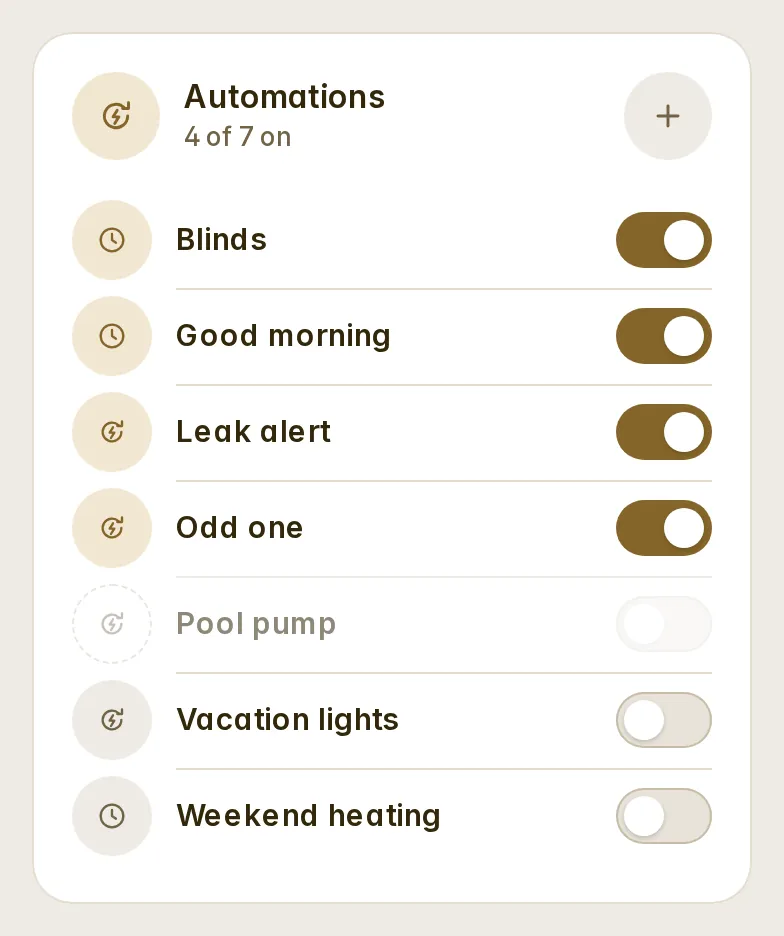 Automations
4 of 7 on
Blinds
Good morning
Leak alert
Odd one
Pool pump
Vacation lights
Weekend heating